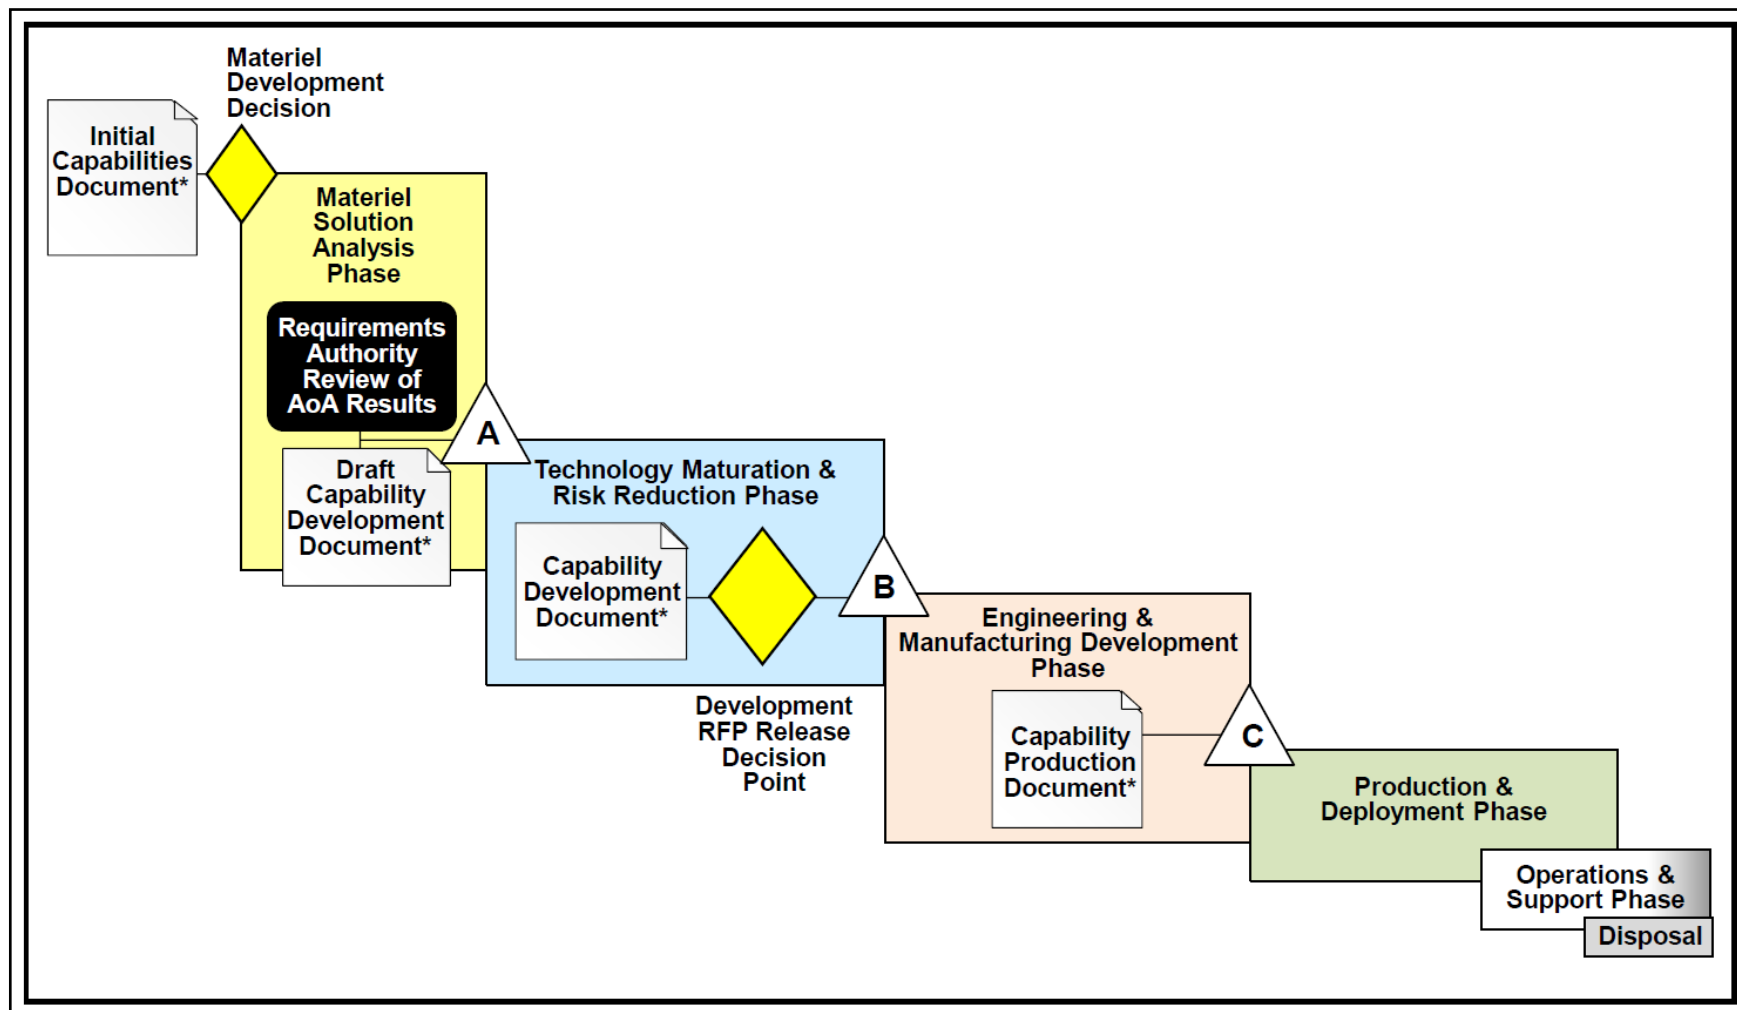 Materiel
Development
Decision
Initial
Capabilities
Document*
Materiel
Solution
Analysis
Phase
Requirements
Authority
Review of
AoA Results
A
Draft
Capability
Development
Document*
Technology Maturation &
Risk Reduction Phase
Capability
Development
Document*
B
Development
RFP Release
Decision
Point
Engineering &
Manufacturing Development
Phase
Capability
Production
Document*
C
Production &
Deployment Phase
Operations &
Support Phase
Disposal